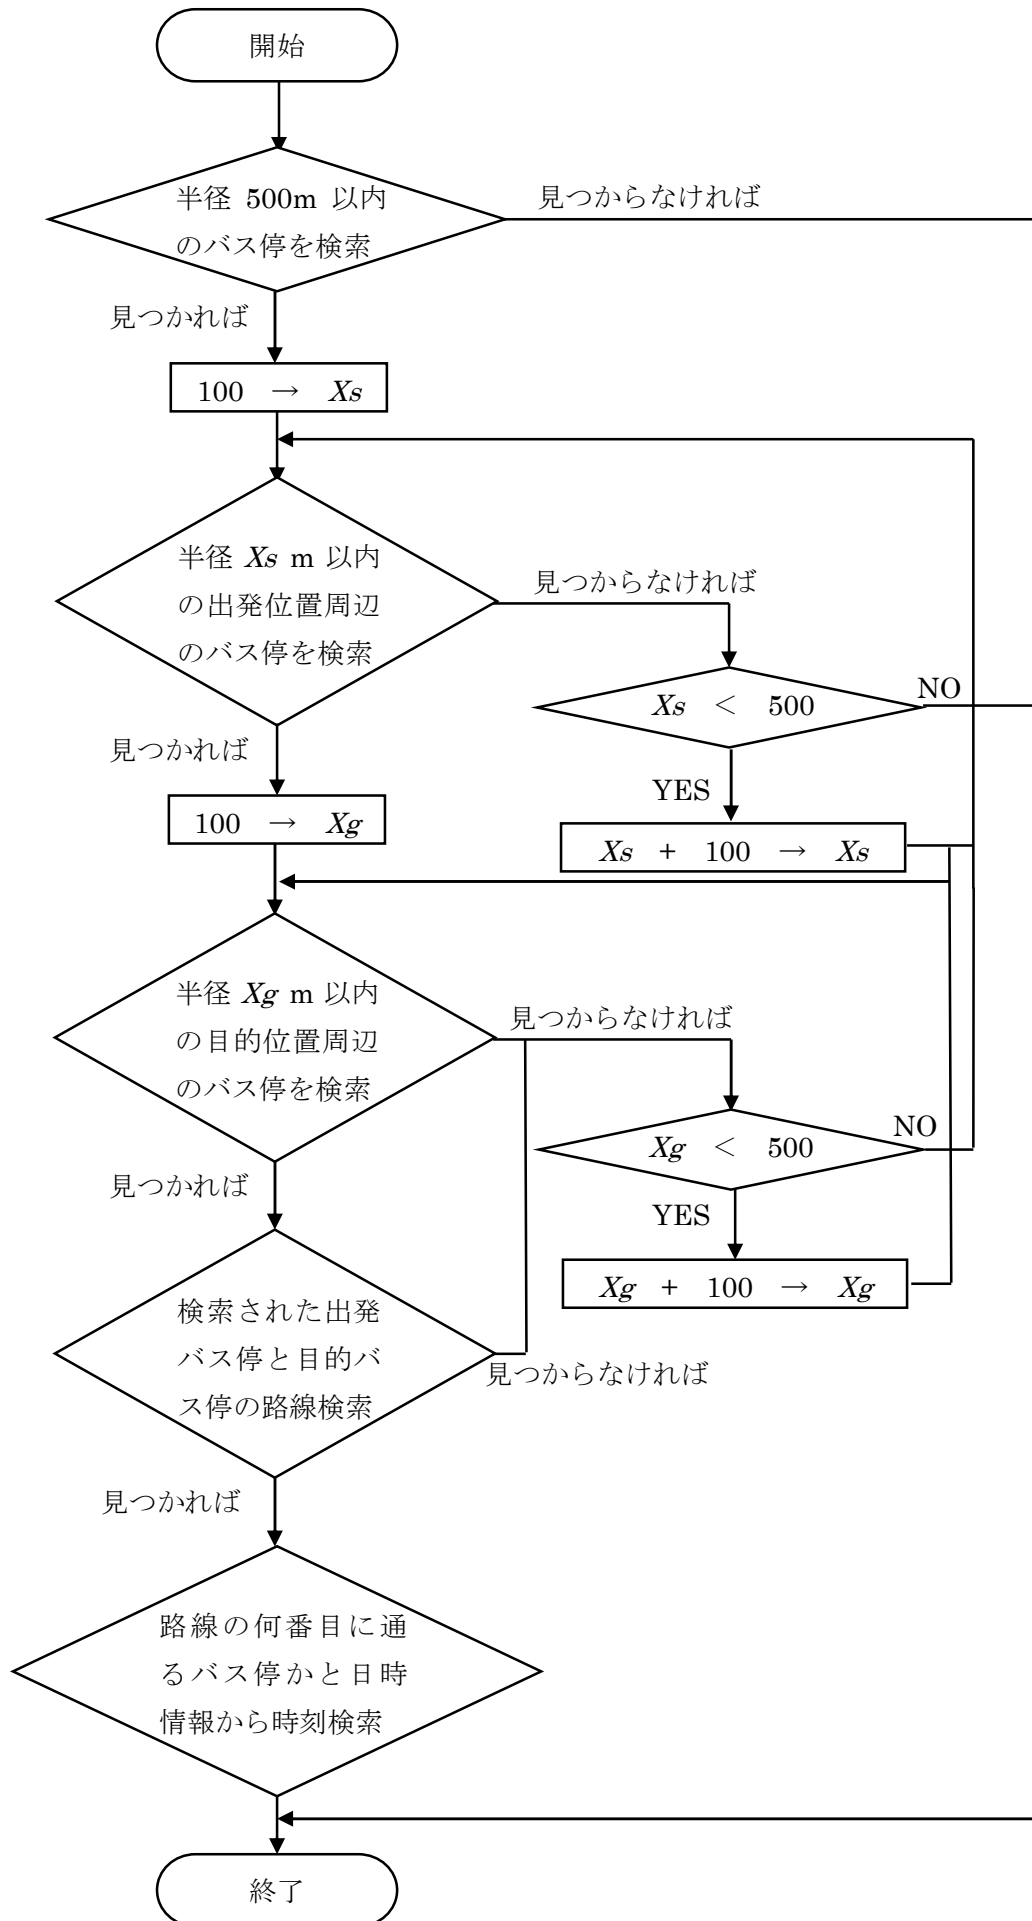 開始
半径 500m 以内
のバス停を検索
見つからなければ
見つかれば
100 → Xs
半径 Xs m 以内
の出発位置周辺
のバス停を検索
見つからなければ
Xs < 500
NO
見つかれば
YES
100 → Xg
Xs + 100 → Xs
半径 Xg m 以内
の目的位置周辺
のバス停を検索
見つからなければ
Xg < 500
NO
見つかれば
YES
Xg + 100 → Xg
検索された出発
バス停と目的バ
ス停の路線検索
見つからなければ
見つかれば
路線の何番目に通
るバス停かと日時
情報から時刻検索
終了